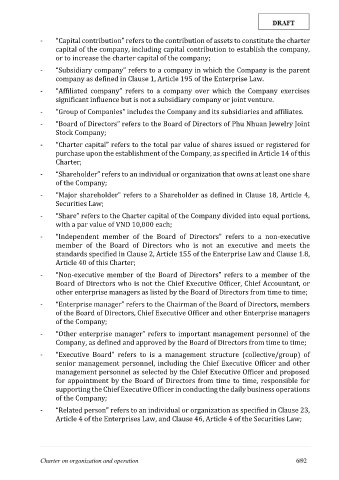 DRAFT
- "Capital contribution" refers to the contribution of assets to constitute the charter
capital of the company, including capital contribution to establish the company,
or to increase the charter capital of the company;
- "Subsidiary company" refers to a company in which the Company is the parent
company as defined in Clause 1, Article 195 of the Enterprise Law.
- "Affiliated company" refers to a company over which the Company exercises
significant influence but is not a subsidiary company or joint venture.
- "Group of Companies" includes the Company and its subsidiaries and affiliates.
- "Board of Directors" refers to the Board of Directors of Phu Nhuan Jewelry Joint
Stock Company;
- "Charter capital" refers to the total par value of shares issued or registered for
purchase upon the establishment of the Company, as specified in Article 14 of this
Charter;
- "Shareholder" refers to an individual or organization that owns at least one share
of the Company;
- "Major shareholder" refers to a Shareholder as defined in Clause 18, Article 4,
Securities Law;
- "Share" refers to the Charter capital of the Company divided into equal portions,
with a par value of VND 10,000 each;
- "Independent member of the Board of Directors" refers to a non-executive
member of the Board of Directors who is not an executive and meets the
standards specified in Clause 2, Article 155 of the Enterprise Law and Clause 1.8,
Article 40 of this Charter;
- "Non-executive member of the Board of Directors" refers to a member of the
Board of Directors who is not the Chief Executive Officer, Chief Accountant, or
other enterprise managers as listed by the Board of Directors from time to time;
- "Enterprise manager" refers to the Chairman of the Board of Directors, members
of the Board of Directors, Chief Executive Officer and other Enterprise managers
of the Company;
- "Other enterprise manager" refers to important management personnel of the
Company, as defined and approved by the Board of Directors from time to time;
- "Executive Board" refers to is a management structure (collective/group) of
senior management personnel, including the Chief Executive Officer and other
management personnel as selected by the Chief Executive Officer and proposed
for appointment by the Board of Directors from time to time, responsible for
supporting the Chief Executive Officer in conducting the daily business operations
of the Company;
- "Related person" refers to an individual or organization as specified in Clause 23,
Article 4 of the Enterprises Law, and Clause 46, Article 4 of the Securities Law;
Charter on organization and operation 6/92